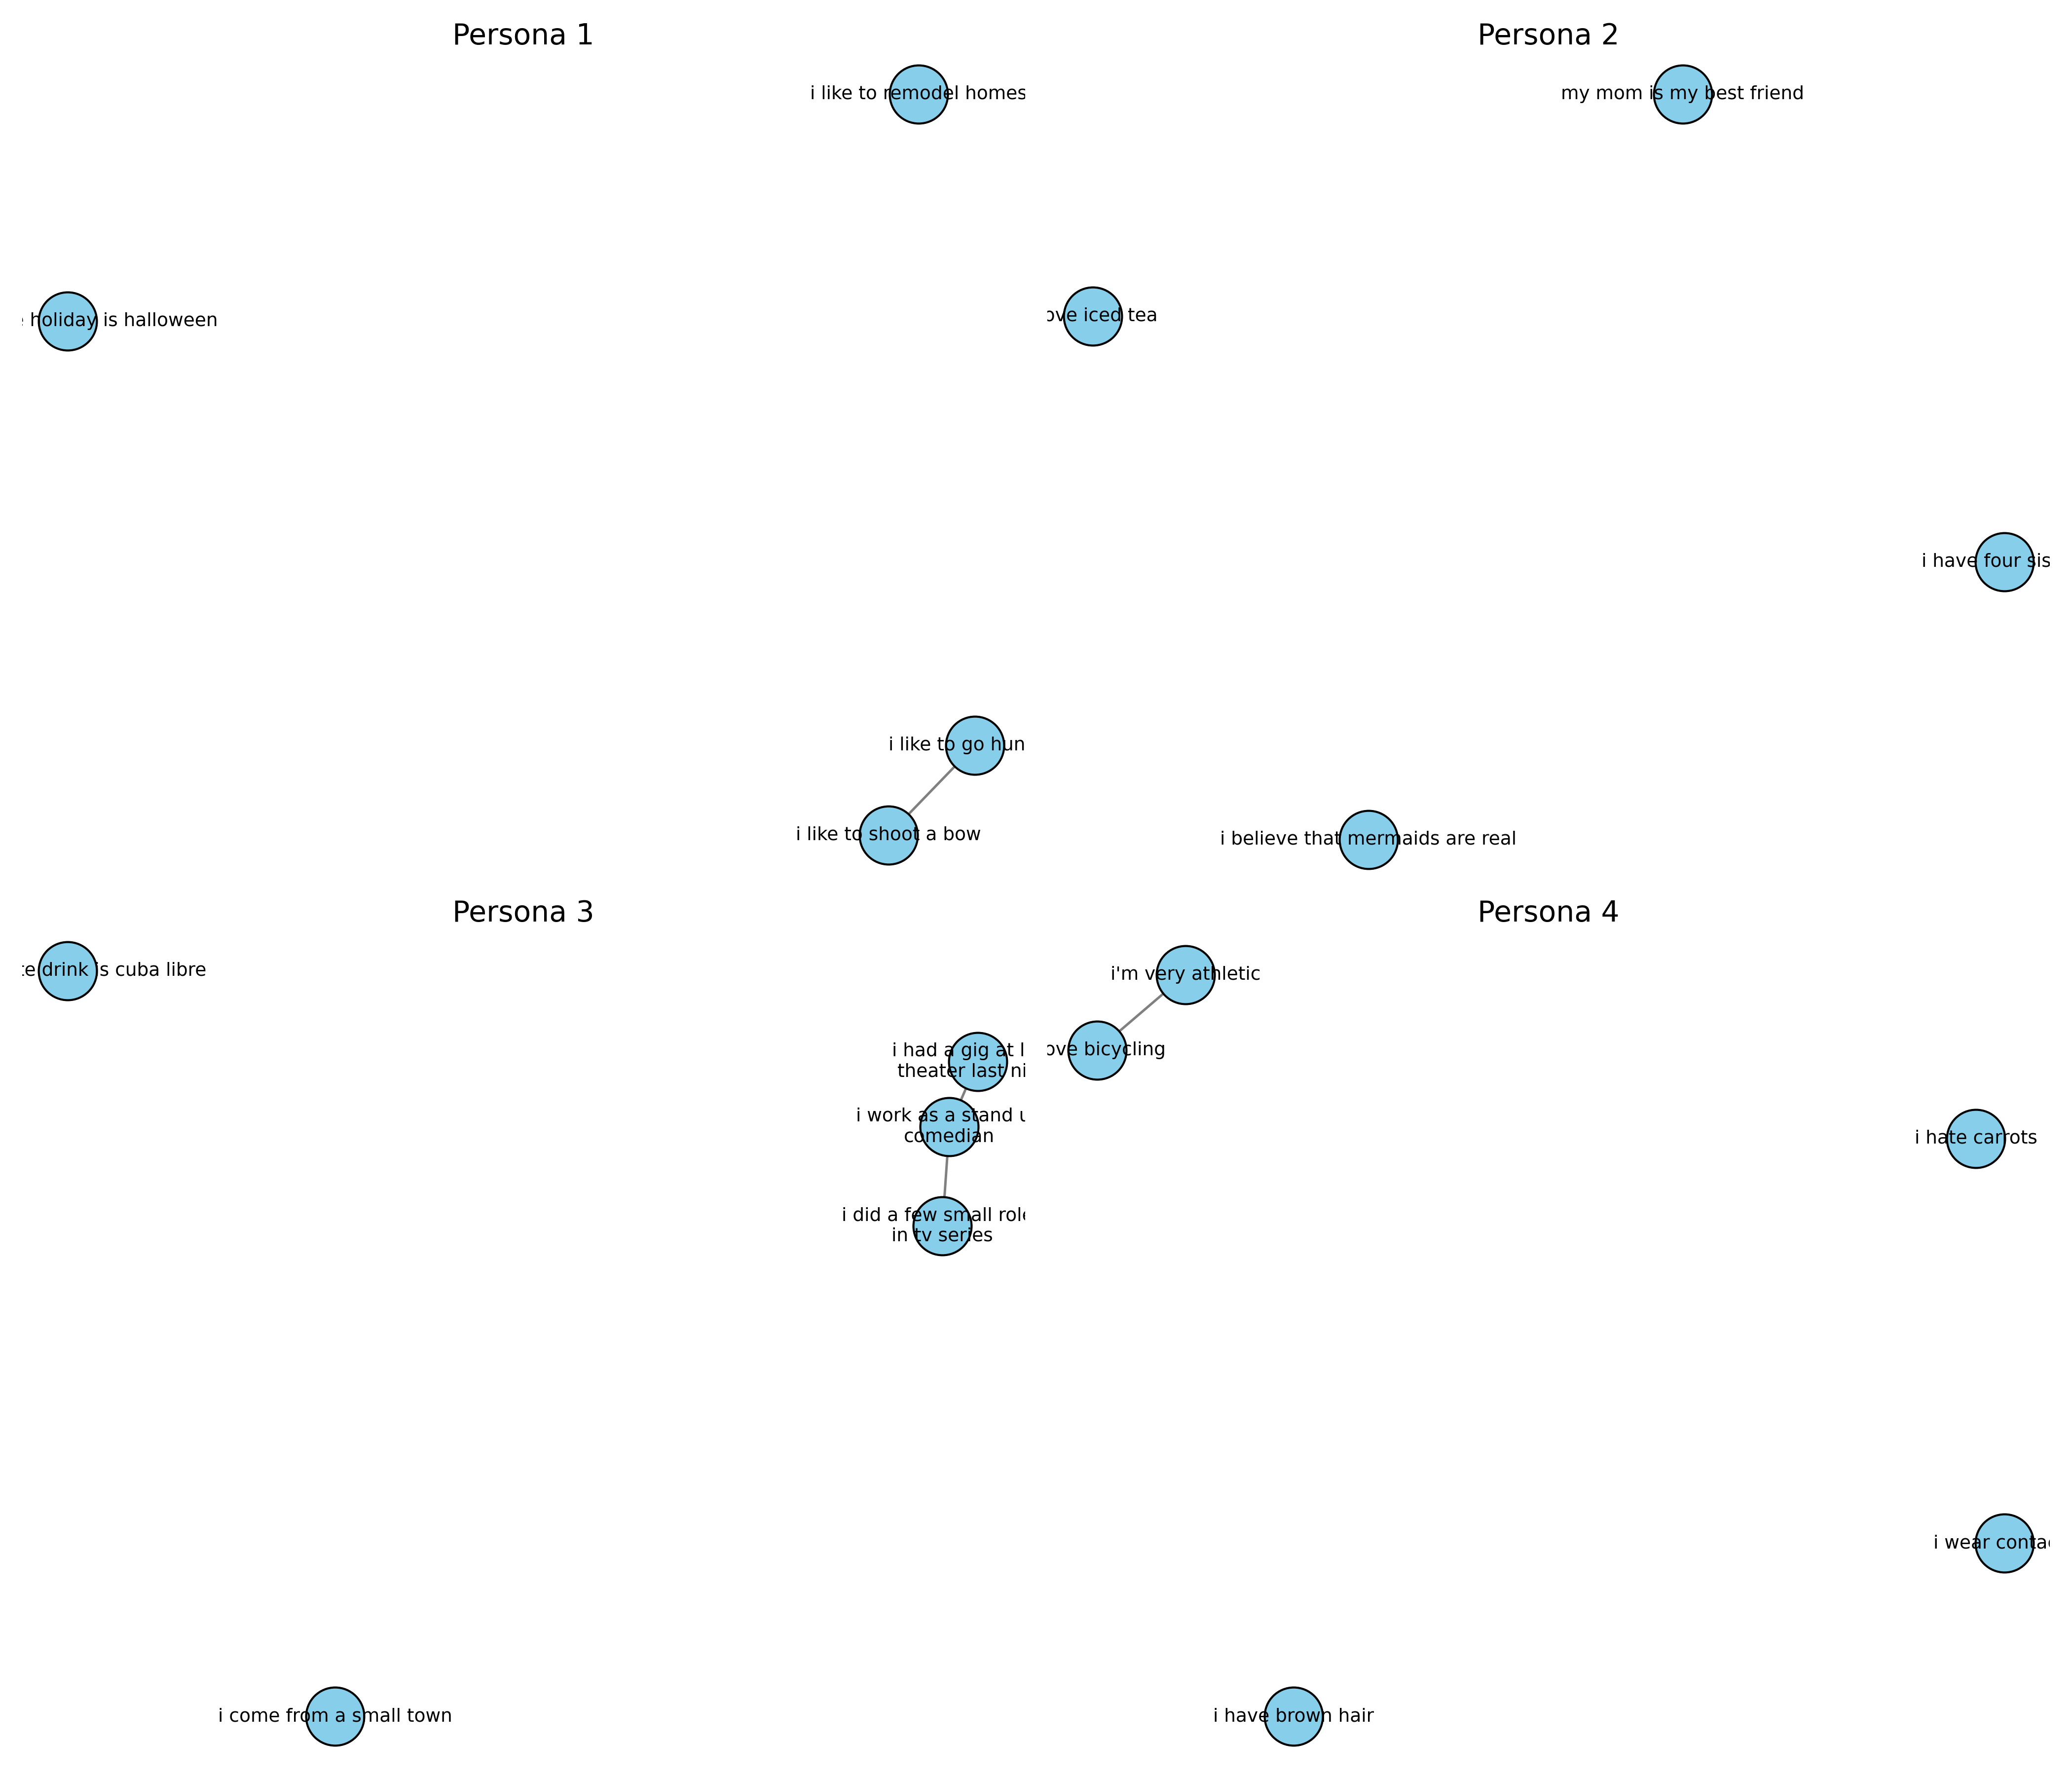 Persona 1
i like to remodel homes
holiday is halloween
i like to go hun
i like to shoot a bow
Persona 2
my mom is my best friend
ove iced tea
i have four sis
i believe that mermaids are real
Persona 3
te drink is cuba libre
i had a gig at l
theater last ni
i work as a stand u
comedian
i did a few small role
in tv series
i come from a small town
Persona 4
i'm very athletic
ove bicycling
i hate carrots
i wear conta
i have brown hair